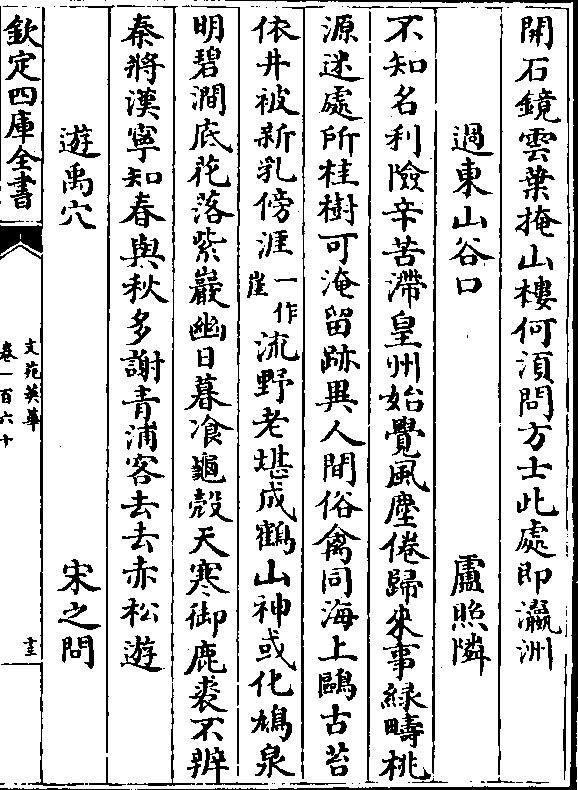 開石鏡雲葉掩山樓何須問方士此處即瀛洲
過東山谷口 盧照隣
不知名利險辛苦滯皇州始覺風塵倦歸來事緑疇桃
源迷處所桂樹可淹留跡異人間俗禽同海上鷗古苔
依井被新乳傍涯一作崖流野老堪成鶴山神或化鳩泉
明碧澗底花落紫巖幽日暮飡龜殻天寒御鹿裘不辨
秦將漢寧知春與秋多謝青浦客去去赤松遊
遊禹穴 宋之問
欽定四庫全書
文苑英華
卷一百六十
十三